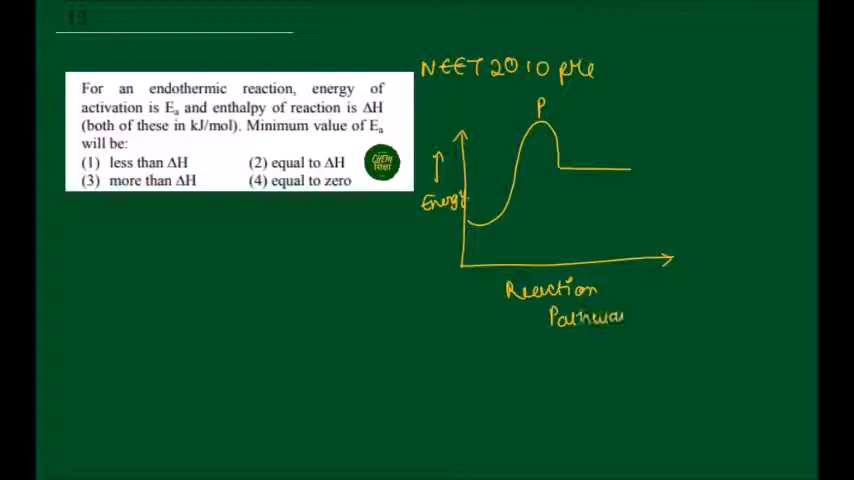 13
NEET 2010 pre
For an endothermic reaction, energy of
activation is Ea and enthalpy of reaction is ΔH
(both of these in kJ/mol). Minimum value of Ea
will be:
(1) less than ΔH (2) equal to ΔH
(3) more than ΔH (4) equal to zero
CHEM
शिक्षा
P
Energy
Reaction